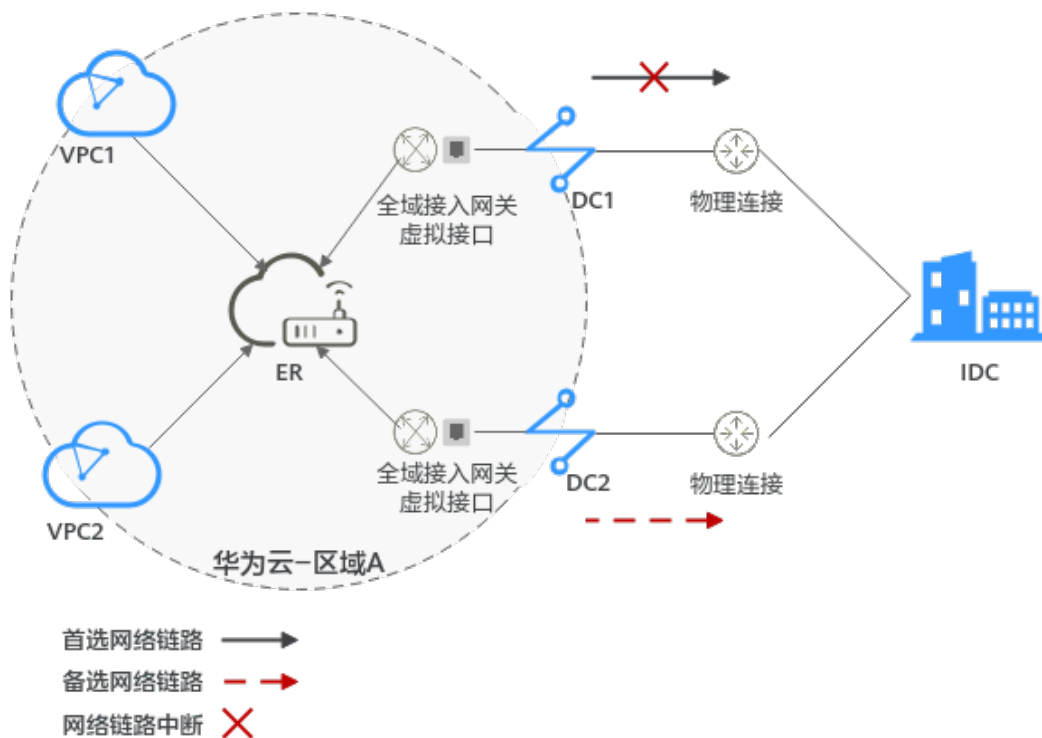 VPC1
全域接入网关
虚拟接口
DC1
物理连接
ER
IDC
全域接入网关
虚拟接口
DC2
物理连接
VPC2
华为云-区域A
首选网络链路
备选网络链路
网络链路中断